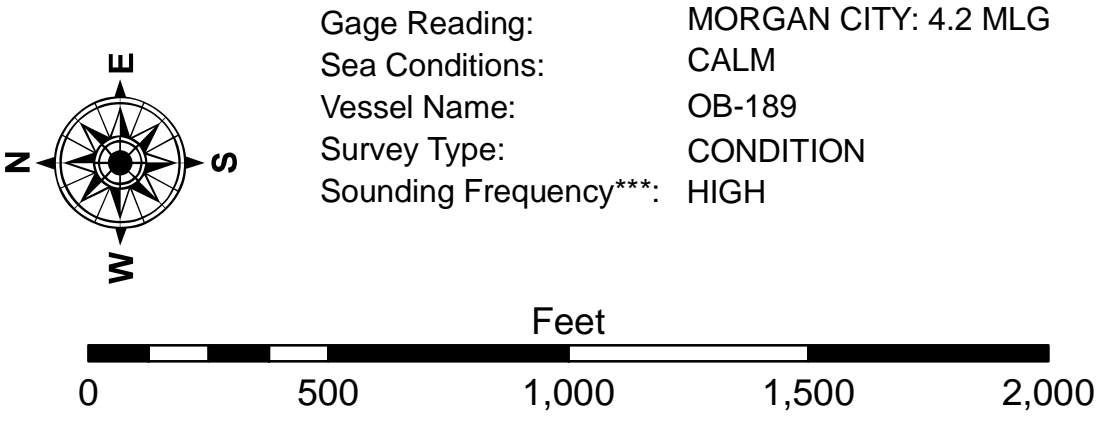 Gage Reading: MORGAN CITY: 4.2 MLG
Sea Conditions: CALM
Vessel Name: OB-189
Survey Type: CONDITION
Sounding Frequency***: HIGH
E
N S
W
Feet
0 500 1,000 1,500 2,000